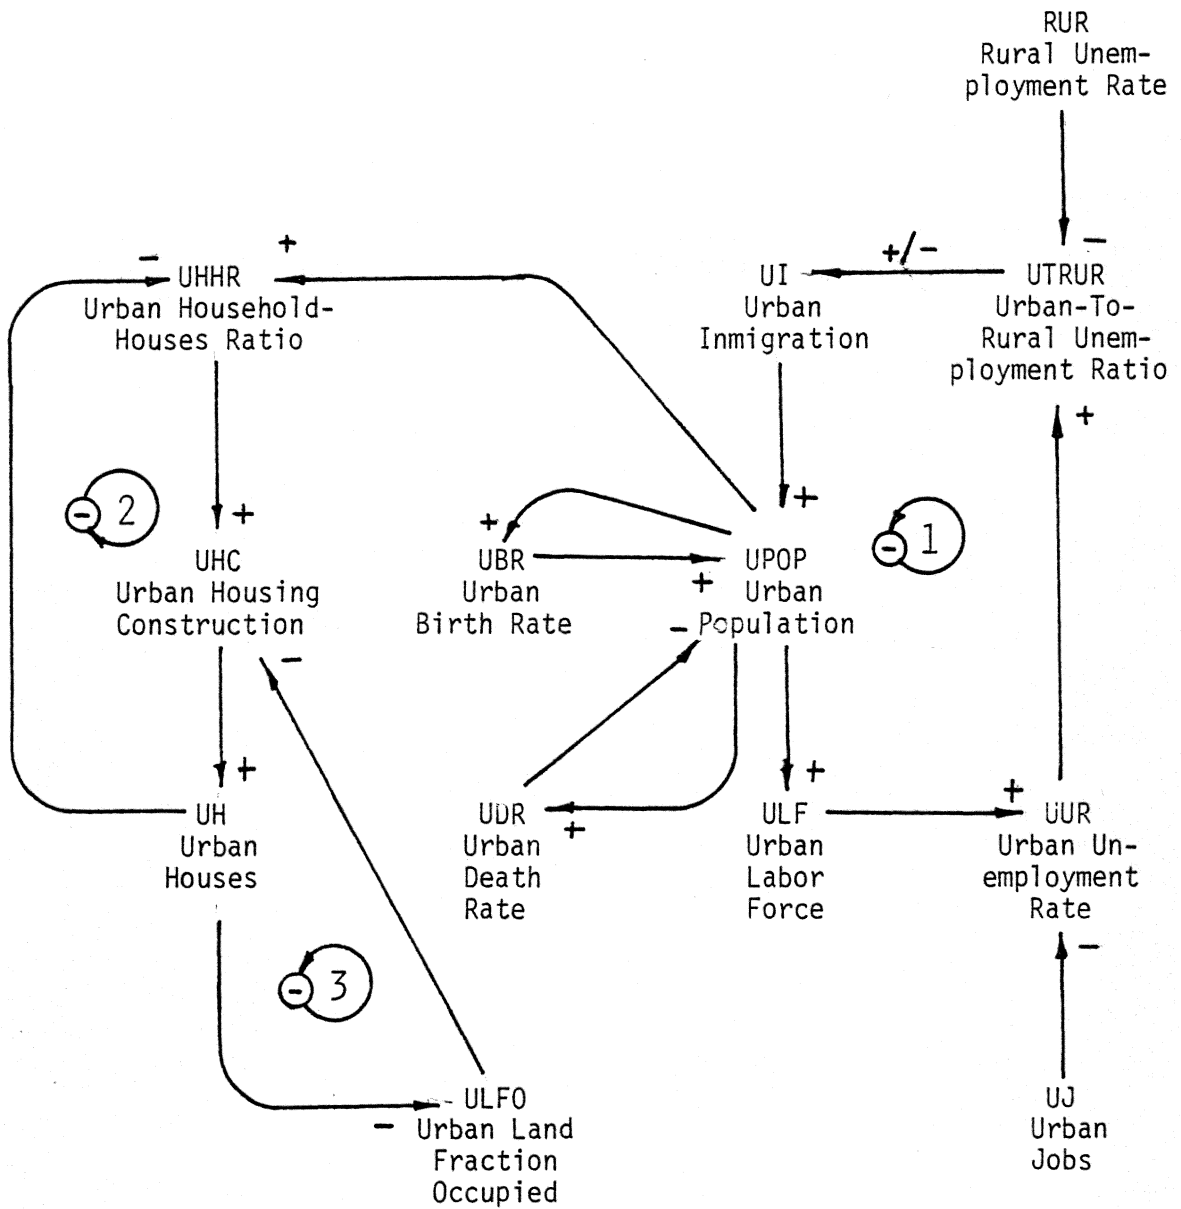 RUR
Rural Unem-
ployment Rate
-
-
+
+/-
UHHR
Urban Household-
Houses Ratio
UI
Urban
Inmigration
UTRUR
Urban-To-
Rural Unem-
ployment Ratio
+
- 2
+
+
+
- 1
UHC
Urban Housing
Construction
UBR
Urban
Birth Rate
+
UPOP
Urban
- Population
-
+
+
+
+
UH
Urban
Houses
UDR
Urban
Death
Rate
ULF
Urban
Labor
Force
UUR
Urban Un-
employment
Rate
-
- 3
ULFO
- Urban Land
Fraction
Occupied
UJ
Urban
Jobs